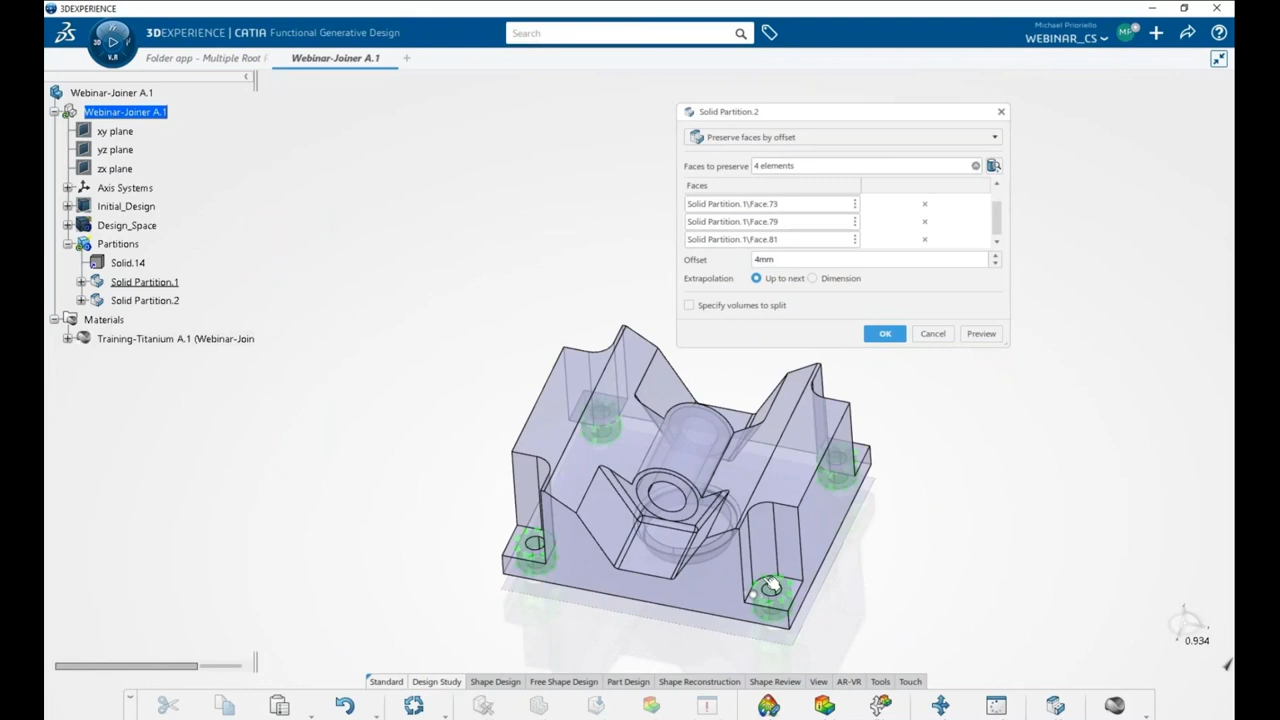 3DEXPERIENCE
3DEXPERIENCE | CATIA Functional Generative Design
Search
Michael Prioriello
WEBINAR_CS
MP
3D
V.R
Folder app - Multiple Root F
Webinar-Joiner A.1
Webinar-Joiner A.1
Webinar-Joiner A.1
xy plane
yz plane
zx plane
Axis Systems
Initial_Design
Design_Space
Partitions
Solid.14
Solid Partition.1
Solid Partition.2
Materials
Training-Titanium A.1 (Webinar-Join
Solid Partition.2
Preserve faces by offset
Faces to preserve 4 elements
Faces
Solid Partition.1\Face.73
Solid Partition.1\Face.79
Solid Partition.1\Face.81
Offset 4mm
Extrapolation Up to next Dimension
Specify volumes to split
OK Cancel Preview
0.934
Standard Design Study Shape Design Free Shape Design Part Design Shape Reconstruction Shape Review View AR-VR Tools Touch